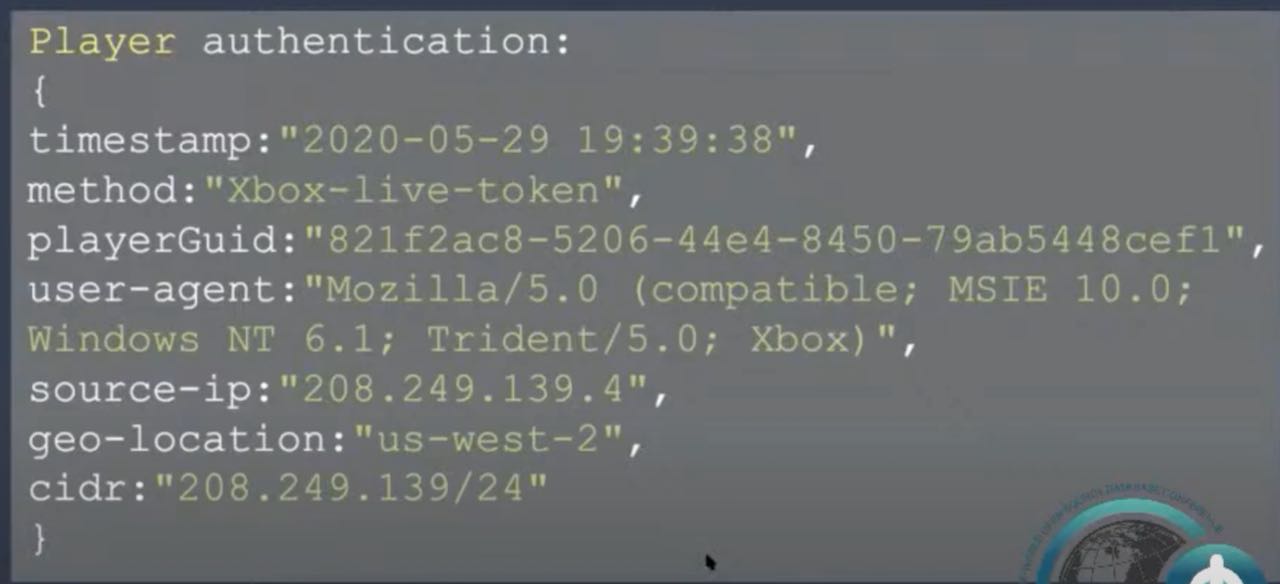 Player authentication:
{
timestamp:"2020-05-29 19:39:38",
method:"Xbox-live-token",
playerGuid:"821f2ac8-5206-44e4-8450-79ab5448cef1",
user-agent:"Mozilla/5.0 (compatible; MSIE 10.0;
Windows NT 6.1; Trident/5.0; Xbox)",
source-ip:"208.249.139.4",
geo-location:"us-west-2",
cidr:"208.249.139/24"
}